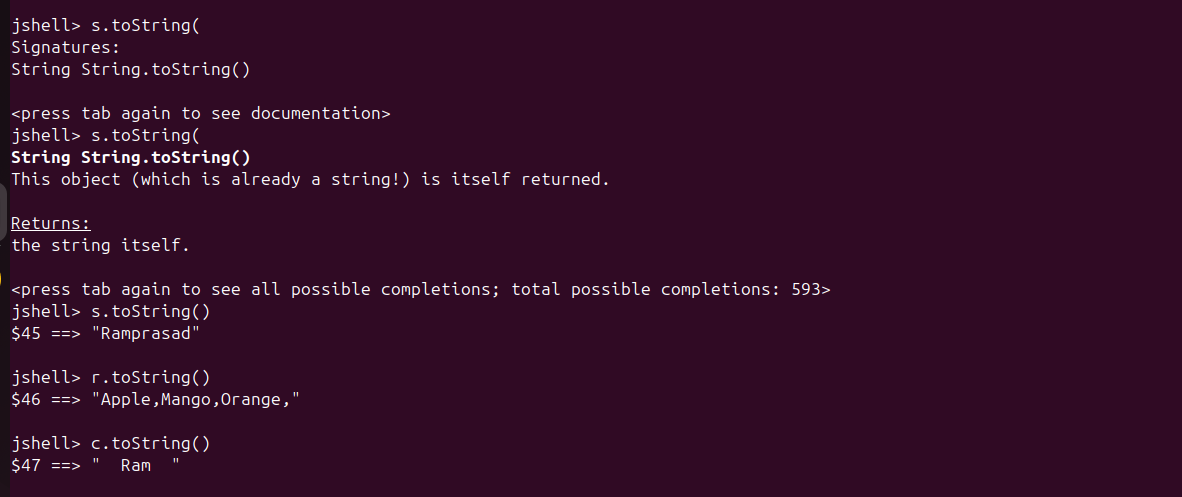 jshell> s.toString(
Signatures:
String String.toString()
<press tab again to see documentation>
jshell> s.toString(
String String.toString()
This object (which is already a string!) is itself returned.
Returns:
the string itself.
<press tab again to see all possible completions; total possible completions: 593>
jshell> s.toString()
$45 ==> "Ramprasad"
jshell> r.toString()
$46 ==> "Apple,Mango,Orange,"
jshell> c.toString()
$47 ==> "  Ram  "